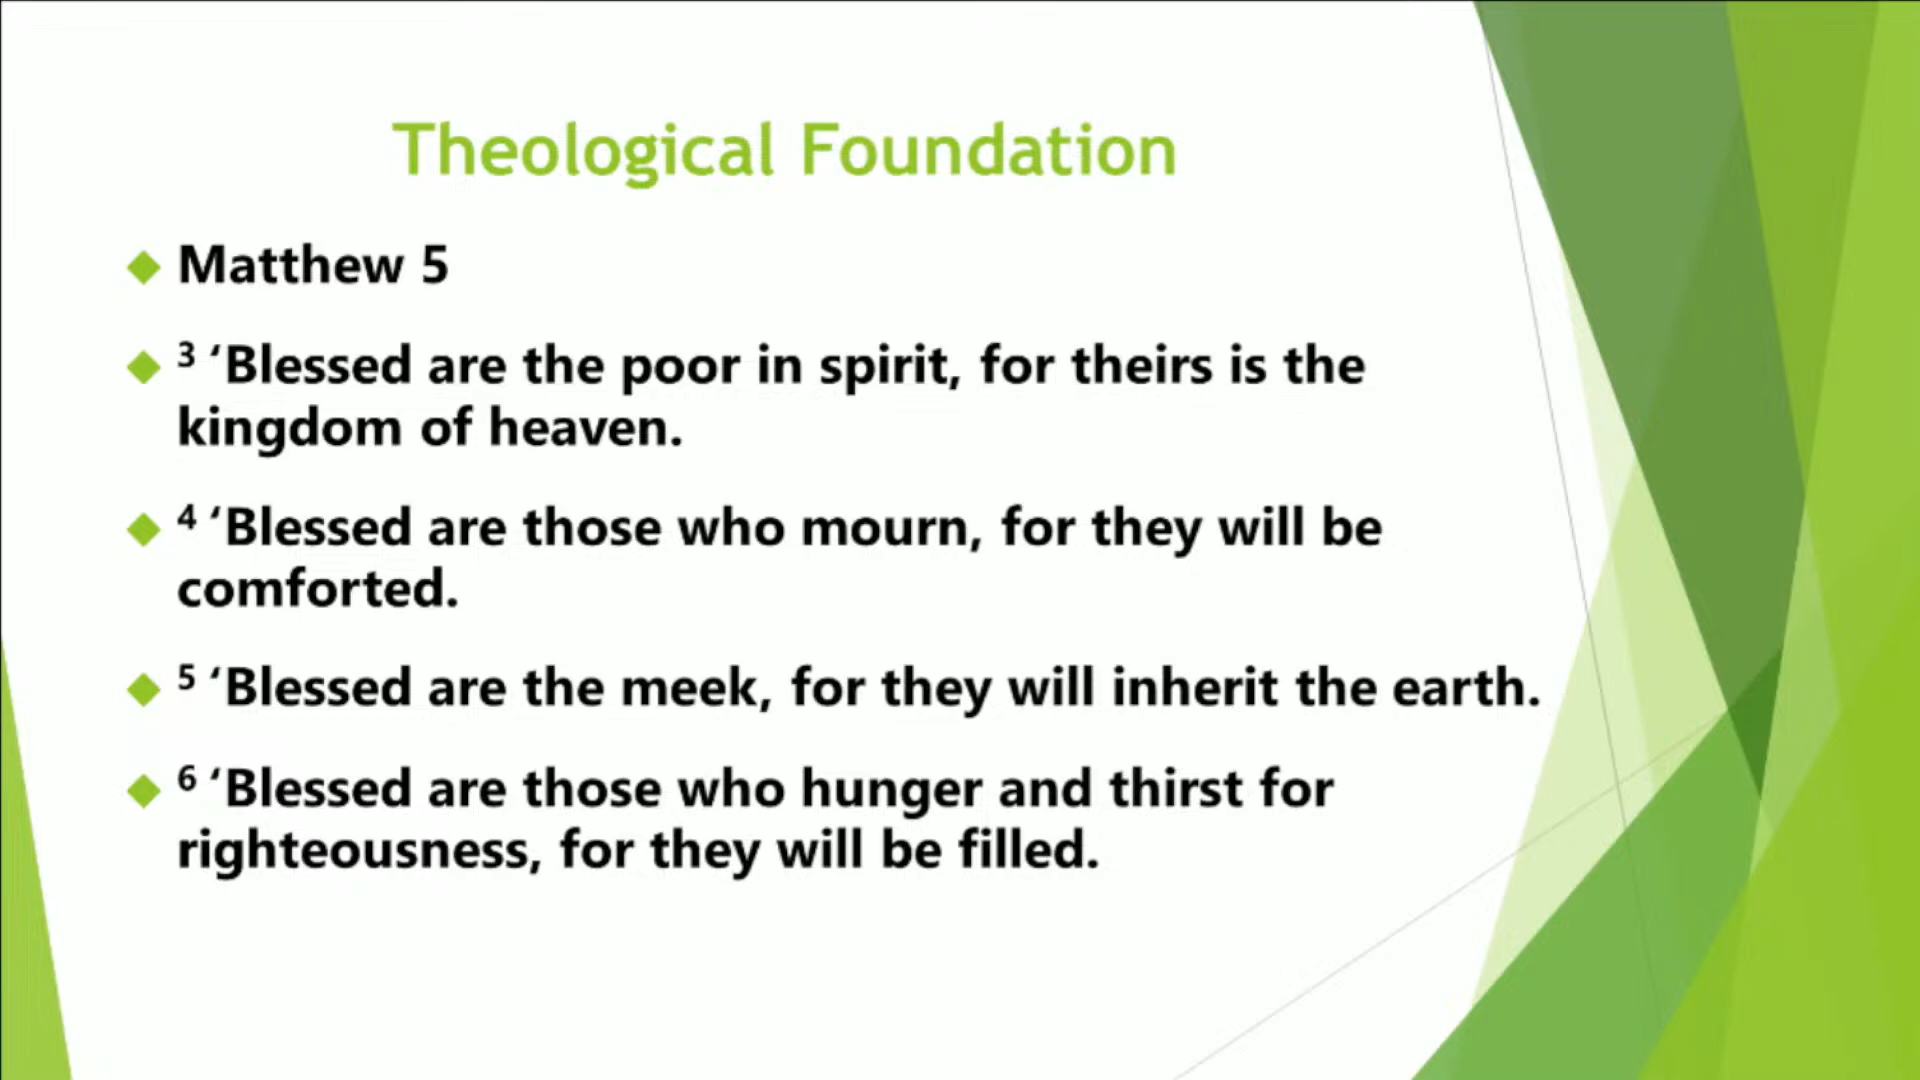 Theological Foundation
Matthew 5
3 ‘Blessed are the poor in spirit, for theirs is the
kingdom of heaven.
4 ‘Blessed are those who mourn, for they will be
comforted.
5 ‘Blessed are the meek, for they will inherit the earth.
6 ‘Blessed are those who hunger and thirst for
righteousness, for they will be filled.